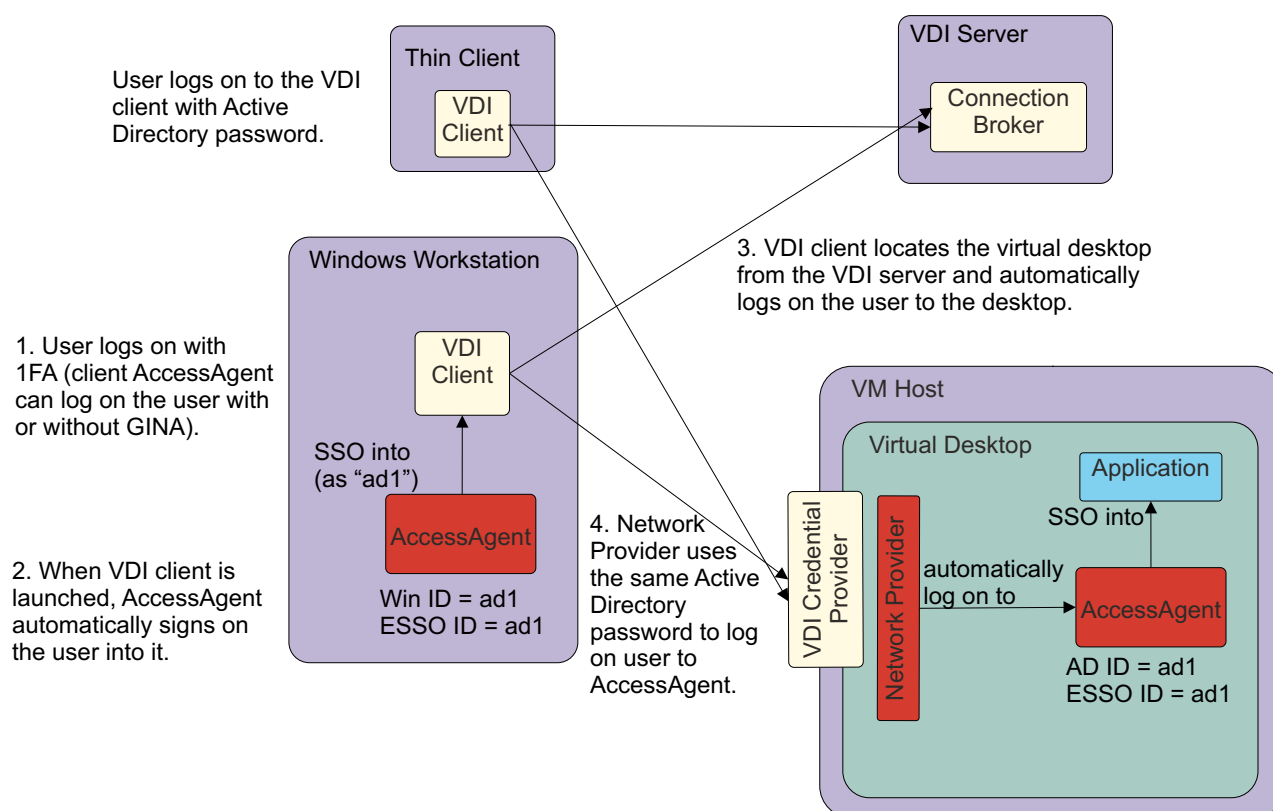 Thin Client
VDI
Client
User logs on to the VDI
client with Active
Directory password.
VDI Server
Connection
Broker
Windows Workstation
VDI
Client
SSO into
(as “ad1”)
AccessAgent
Win ID = ad1
ESSO ID = ad1
1. User logs on with
1FA (client AccessAgent
can log on the user with
or without GINA).
2. When VDI client is
launched, AccessAgent
automatically signs on
the user into it.
3. VDI client locates the virtual desktop
from the VDI server and automatically
logs on the user to the desktop.
4. Network
Provider uses
the same Active
Directory
password to log
on user to
AccessAgent.
VM Host
Virtual Desktop
VDI Credential
Provider
Network Provider
automatically
log on to
Application
SSO into
AccessAgent
AD ID = ad1
ESSO ID = ad1